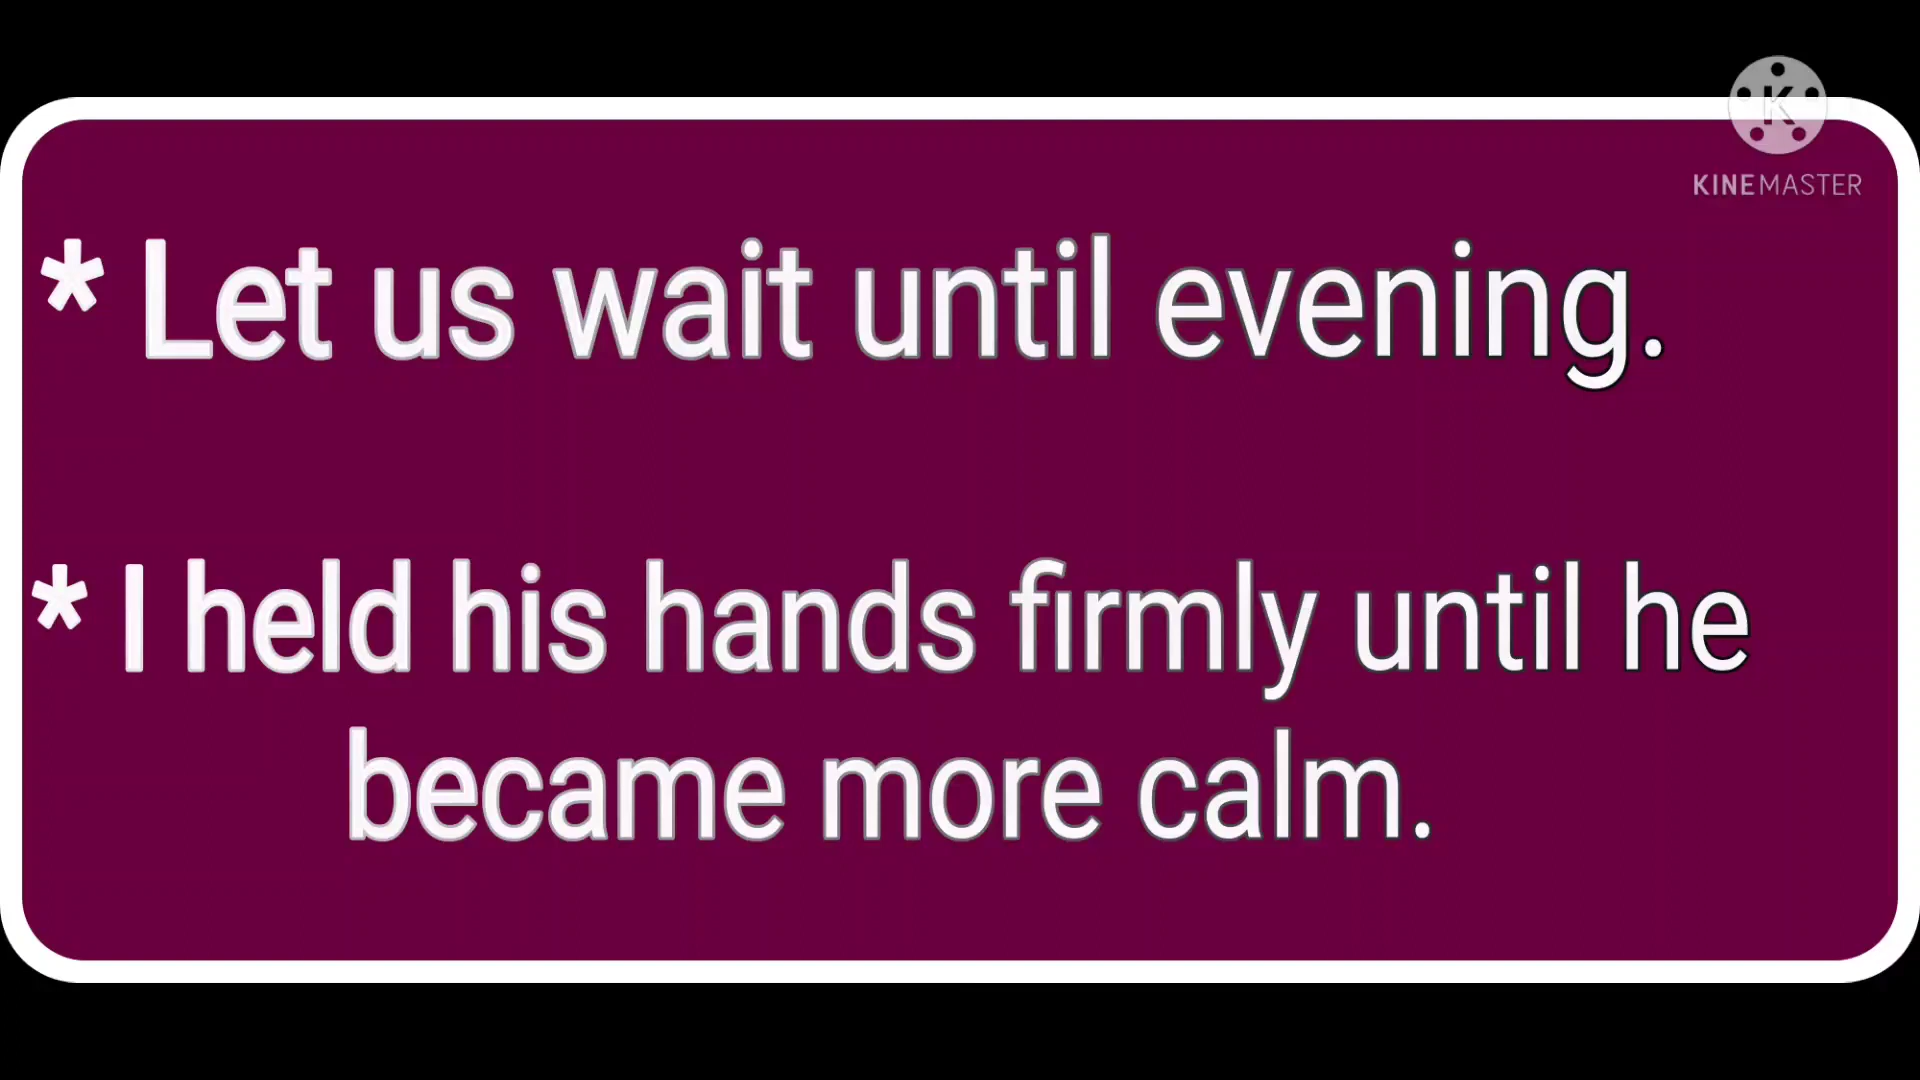 K
KINEMASTER
* Let us wait until evening.
* I held his hands firmly until he
became more calm.